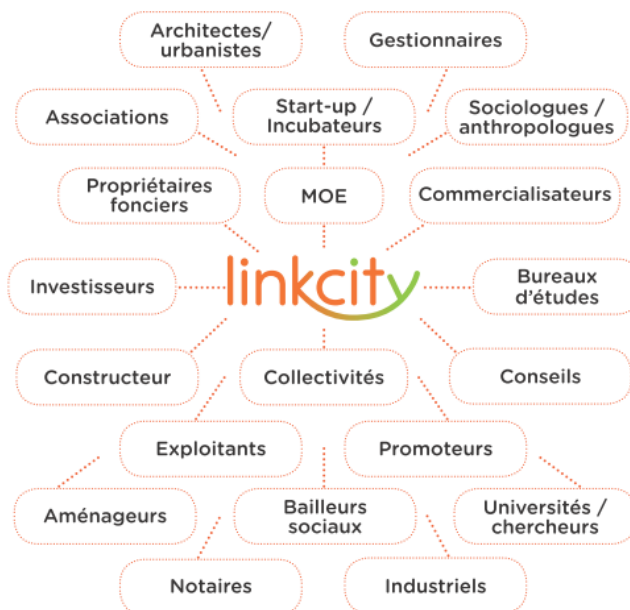 Architectes/
urbanistes
Gestionnaires
Associations
Start-up /
Incubateurs
Sociologues /
anthropologues
Propriétaires
fonciers
MOE
Commercialisateurs
Investisseurs
linkcity
Bureaux
d'études
Constructeur
Collectivités
Conseils
Exploitants
Promoteurs
Aménageurs
Bailleurs
sociaux
Universités /
chercheurs
Notaires
Industriels